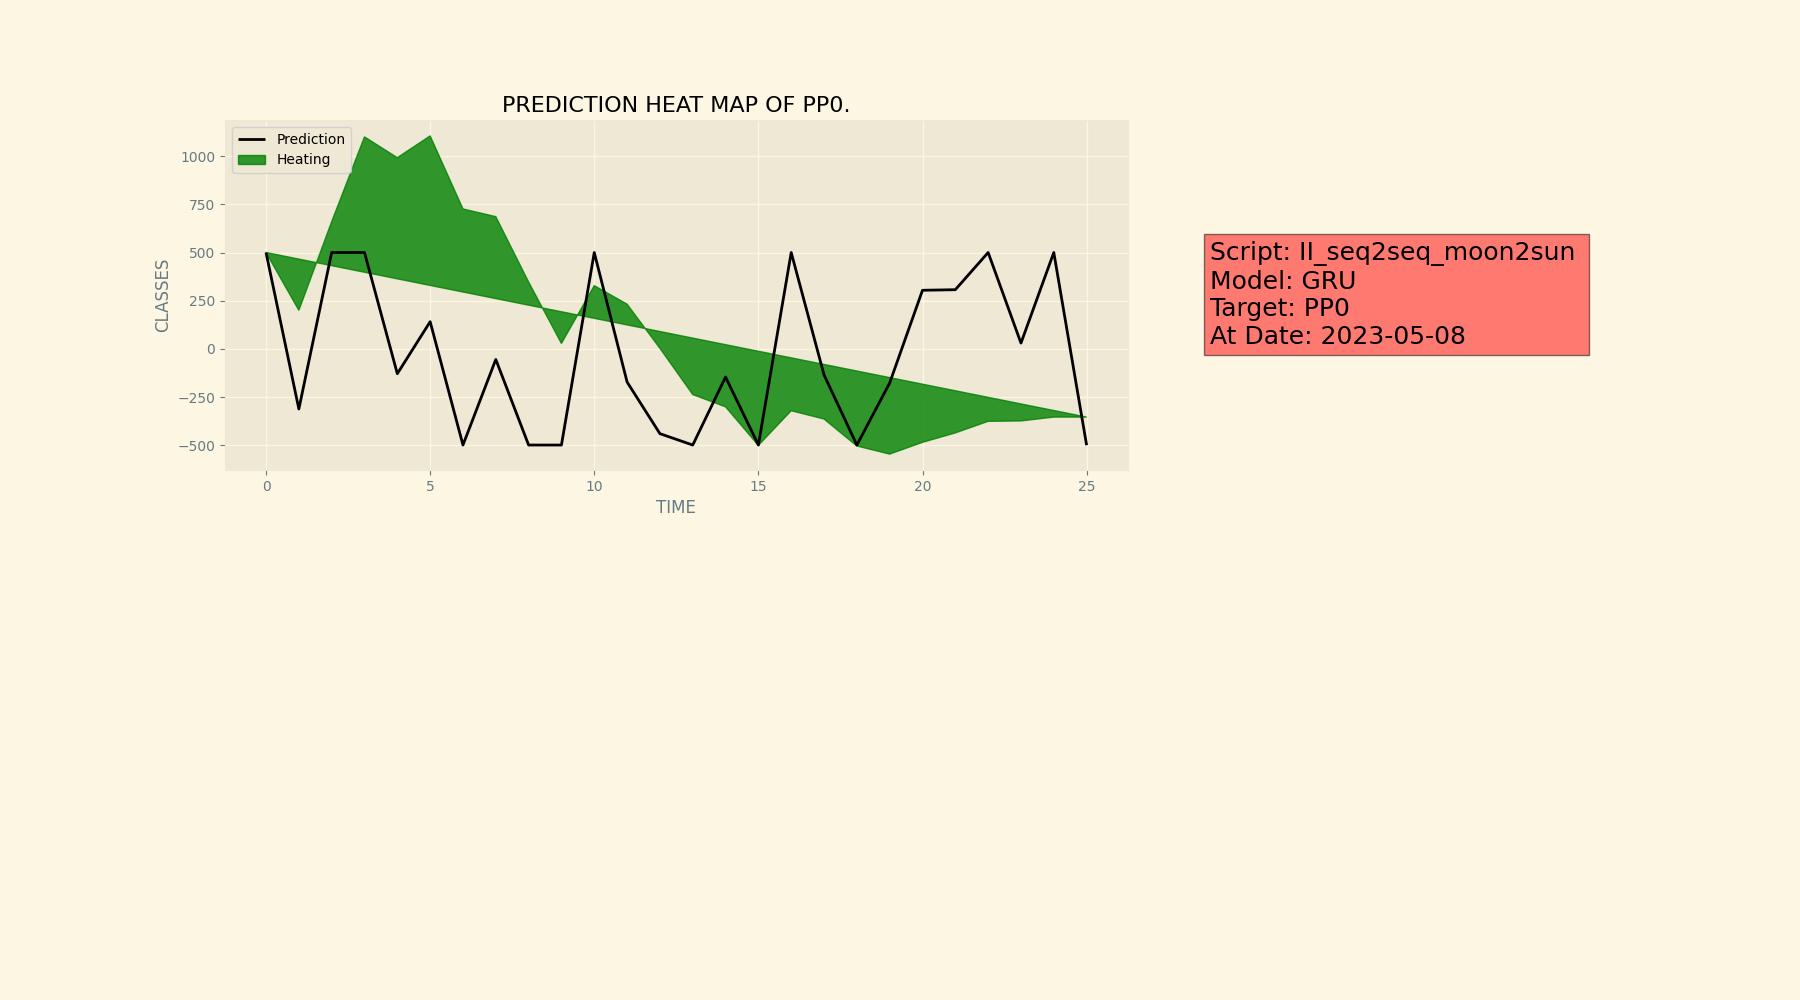 PREDICTION HEAT MAP OF PP0.
Prediction
Heating
1000
750
500
250
0
−250
−500
CLASSES
0 5 10 15 20 25
TIME
Script: II_seq2seq_moon2sun
Model: GRU
Target: PP0
At Date: 2023-05-08